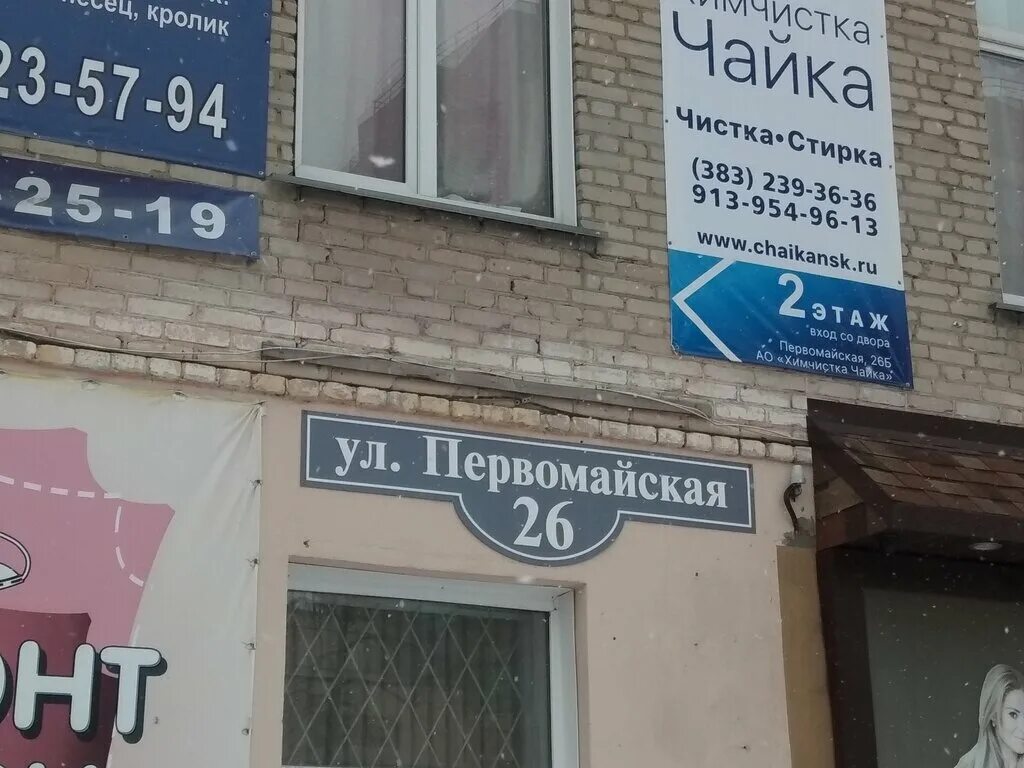 песец, кролик
23-57-94
25-19
Химчистка
Чайка
Чистка•Стирка
(383) 239-36-36
913-954-96-13
www.chaikansk.ru
2 ЭТАЖ
вход со двора
Первомайская, 26Б
АО «Химчистка Чайка»
ул. Первомайская
26
ОНТ